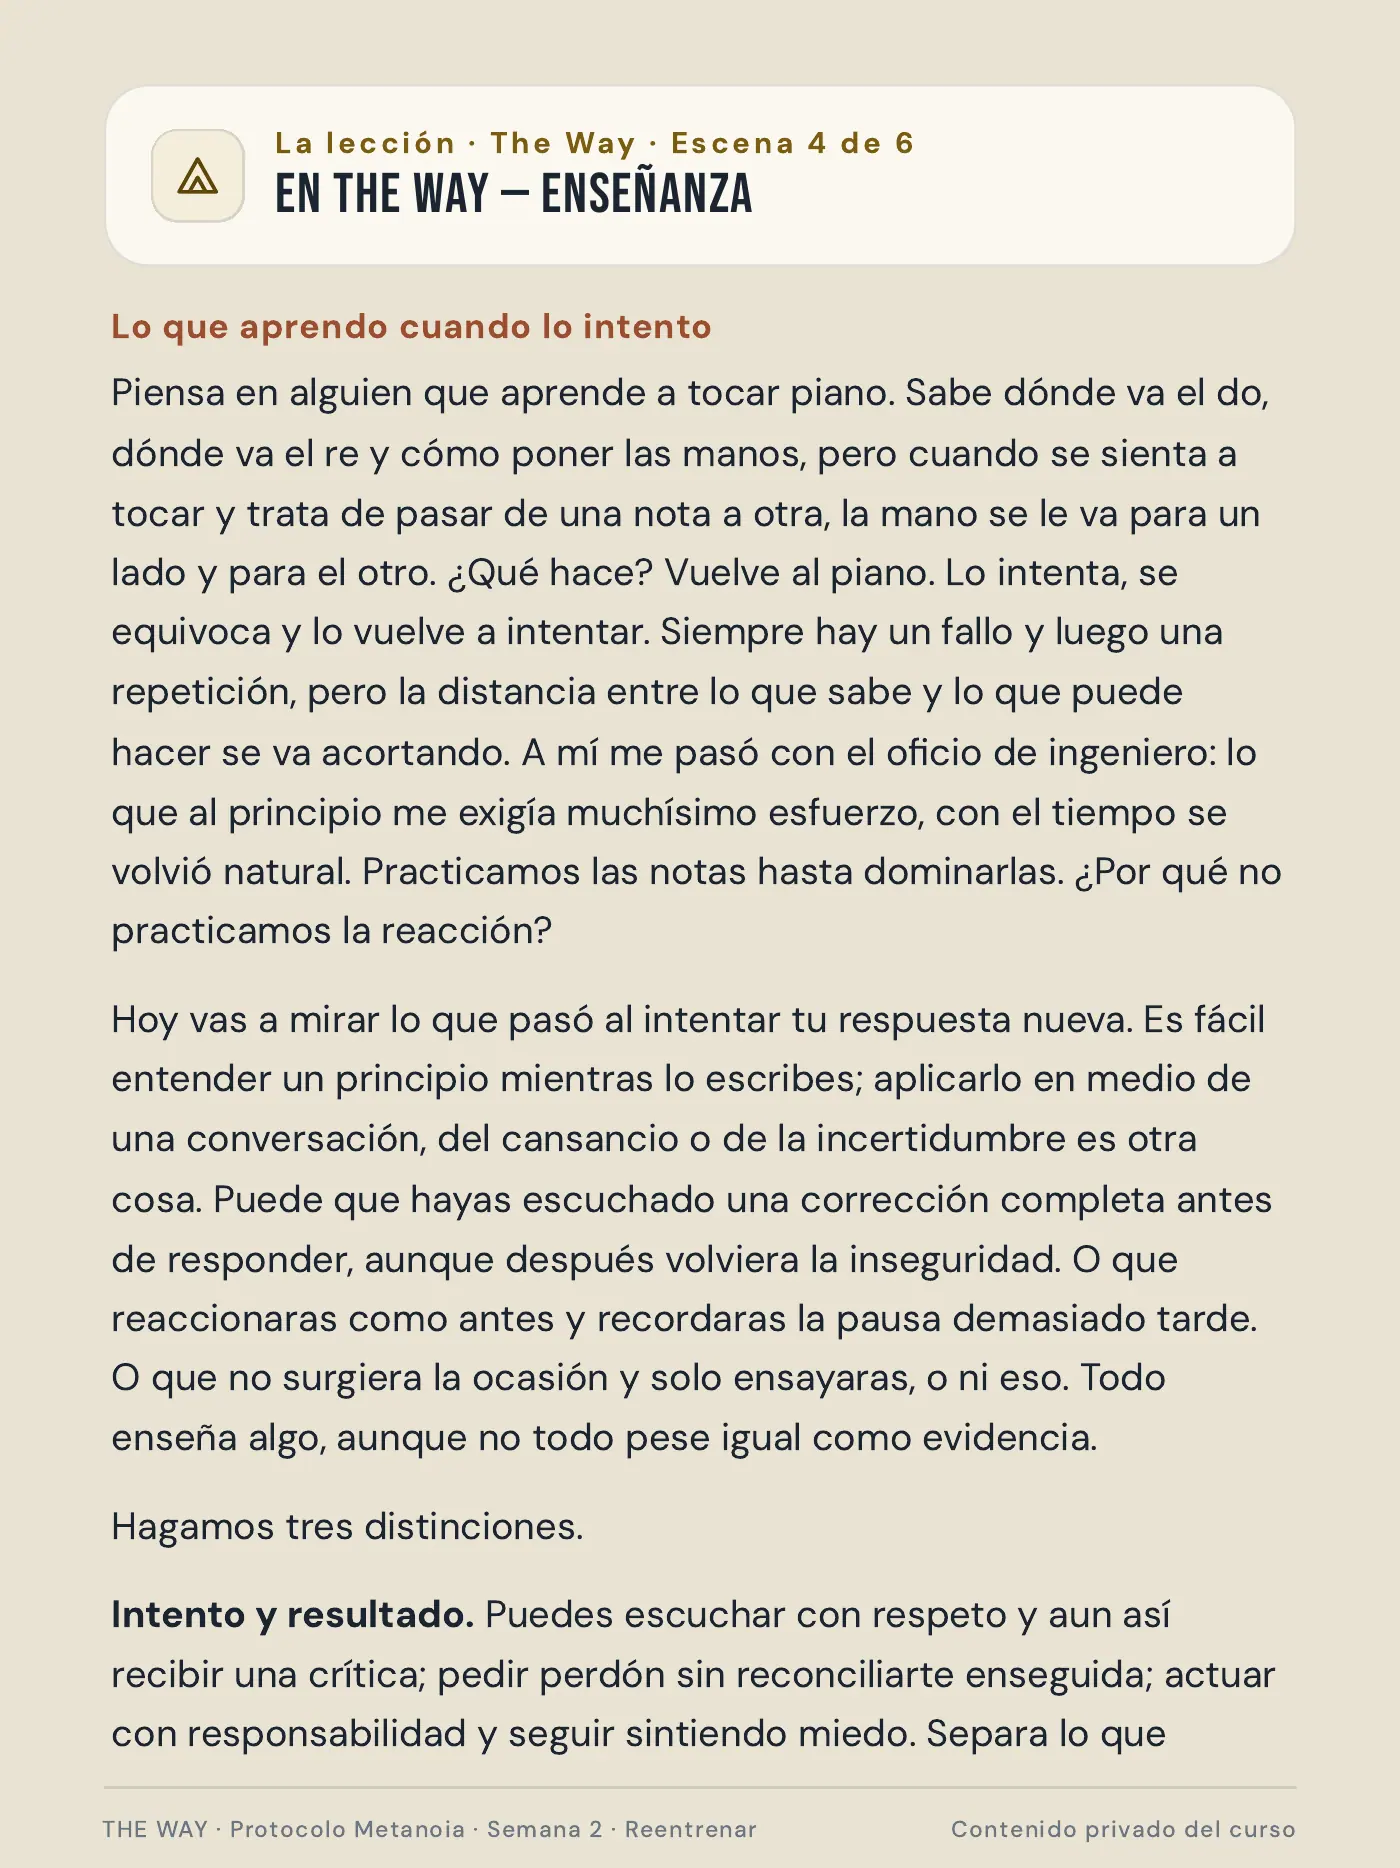 La lección · The Way · Escena 4 de 6
EN THE WAY — ENSEÑANZA
Lo que aprendo cuando lo intento
Piensa en alguien que aprende a tocar piano. Sabe dónde va el do,
dónde va el re y cómo poner las manos, pero cuando se sienta a
tocar y trata de pasar de una nota a otra, la mano se le va para un
lado y para el otro. ¿Qué hace? Vuelve al piano. Lo intenta, se
equivoca y lo vuelve a intentar. Siempre hay un fallo y luego una
repetición, pero la distancia entre lo que sabe y lo que puede
hacer se va acortando. A mí me pasó con el oficio de ingeniero: lo
que al principio me exigía muchísimo esfuerzo, con el tiempo se
volvió natural. Practicamos las notas hasta dominarlas. ¿Por qué no
practicamos la reacción?
Hoy vas a mirar lo que pasó al intentar tu respuesta nueva. Es fácil
entender un principio mientras lo escribes; aplicarlo en medio de
una conversación, del cansancio o de la incertidumbre es otra
cosa. Puede que hayas escuchado una corrección completa antes
de responder, aunque después volviera la inseguridad. O que
reaccionaras como antes y recordaras la pausa demasiado tarde.
O que no surgiera la ocasión y solo ensayaras, o ni eso. Todo
enseña algo, aunque no todo pese igual como evidencia.
Hagamos tres distinciones.
Intento y resultado. Puedes escuchar con respeto y aun así
recibir una crítica; pedir perdón sin reconciliarte enseguida; actuar
con responsabilidad y seguir sintiendo miedo. Separa lo que
THE WAY · Protocolo Metanoia · Semana 2 · Reentrenar
Contenido privado del curso